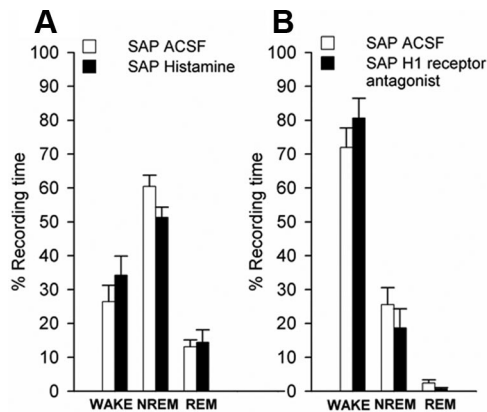 A
SAP ACSF
SAP Histamine
% Recording time
100
90
80
70
60
50
40
30
20
10
0
WAKE NREM REM
B
SAP ACSF
SAP H1 receptor
antagonist
% Recording time
100
90
80
70
60
50
40
30
20
10
0
WAKE NREM REM